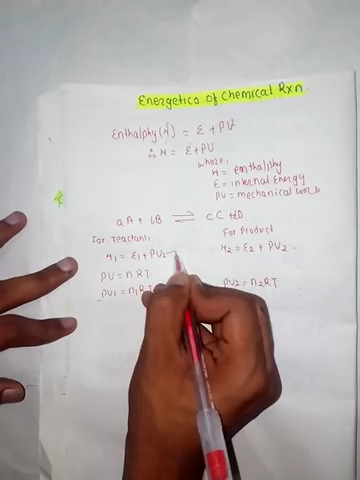 Energetics of Chemical Rxn.
Enthalphy(H) = E + PV
∴ H = E+PV
where,
H = enthalphy
E = internal Energy
PV = mechanical work
aA + bB ⇌ cC + dD
For reactant,
For Product
H1 = E1 + PV1
H2 = E2 + PV2
PV = nRT
PV1 = n1RT
PV2 = n2RT